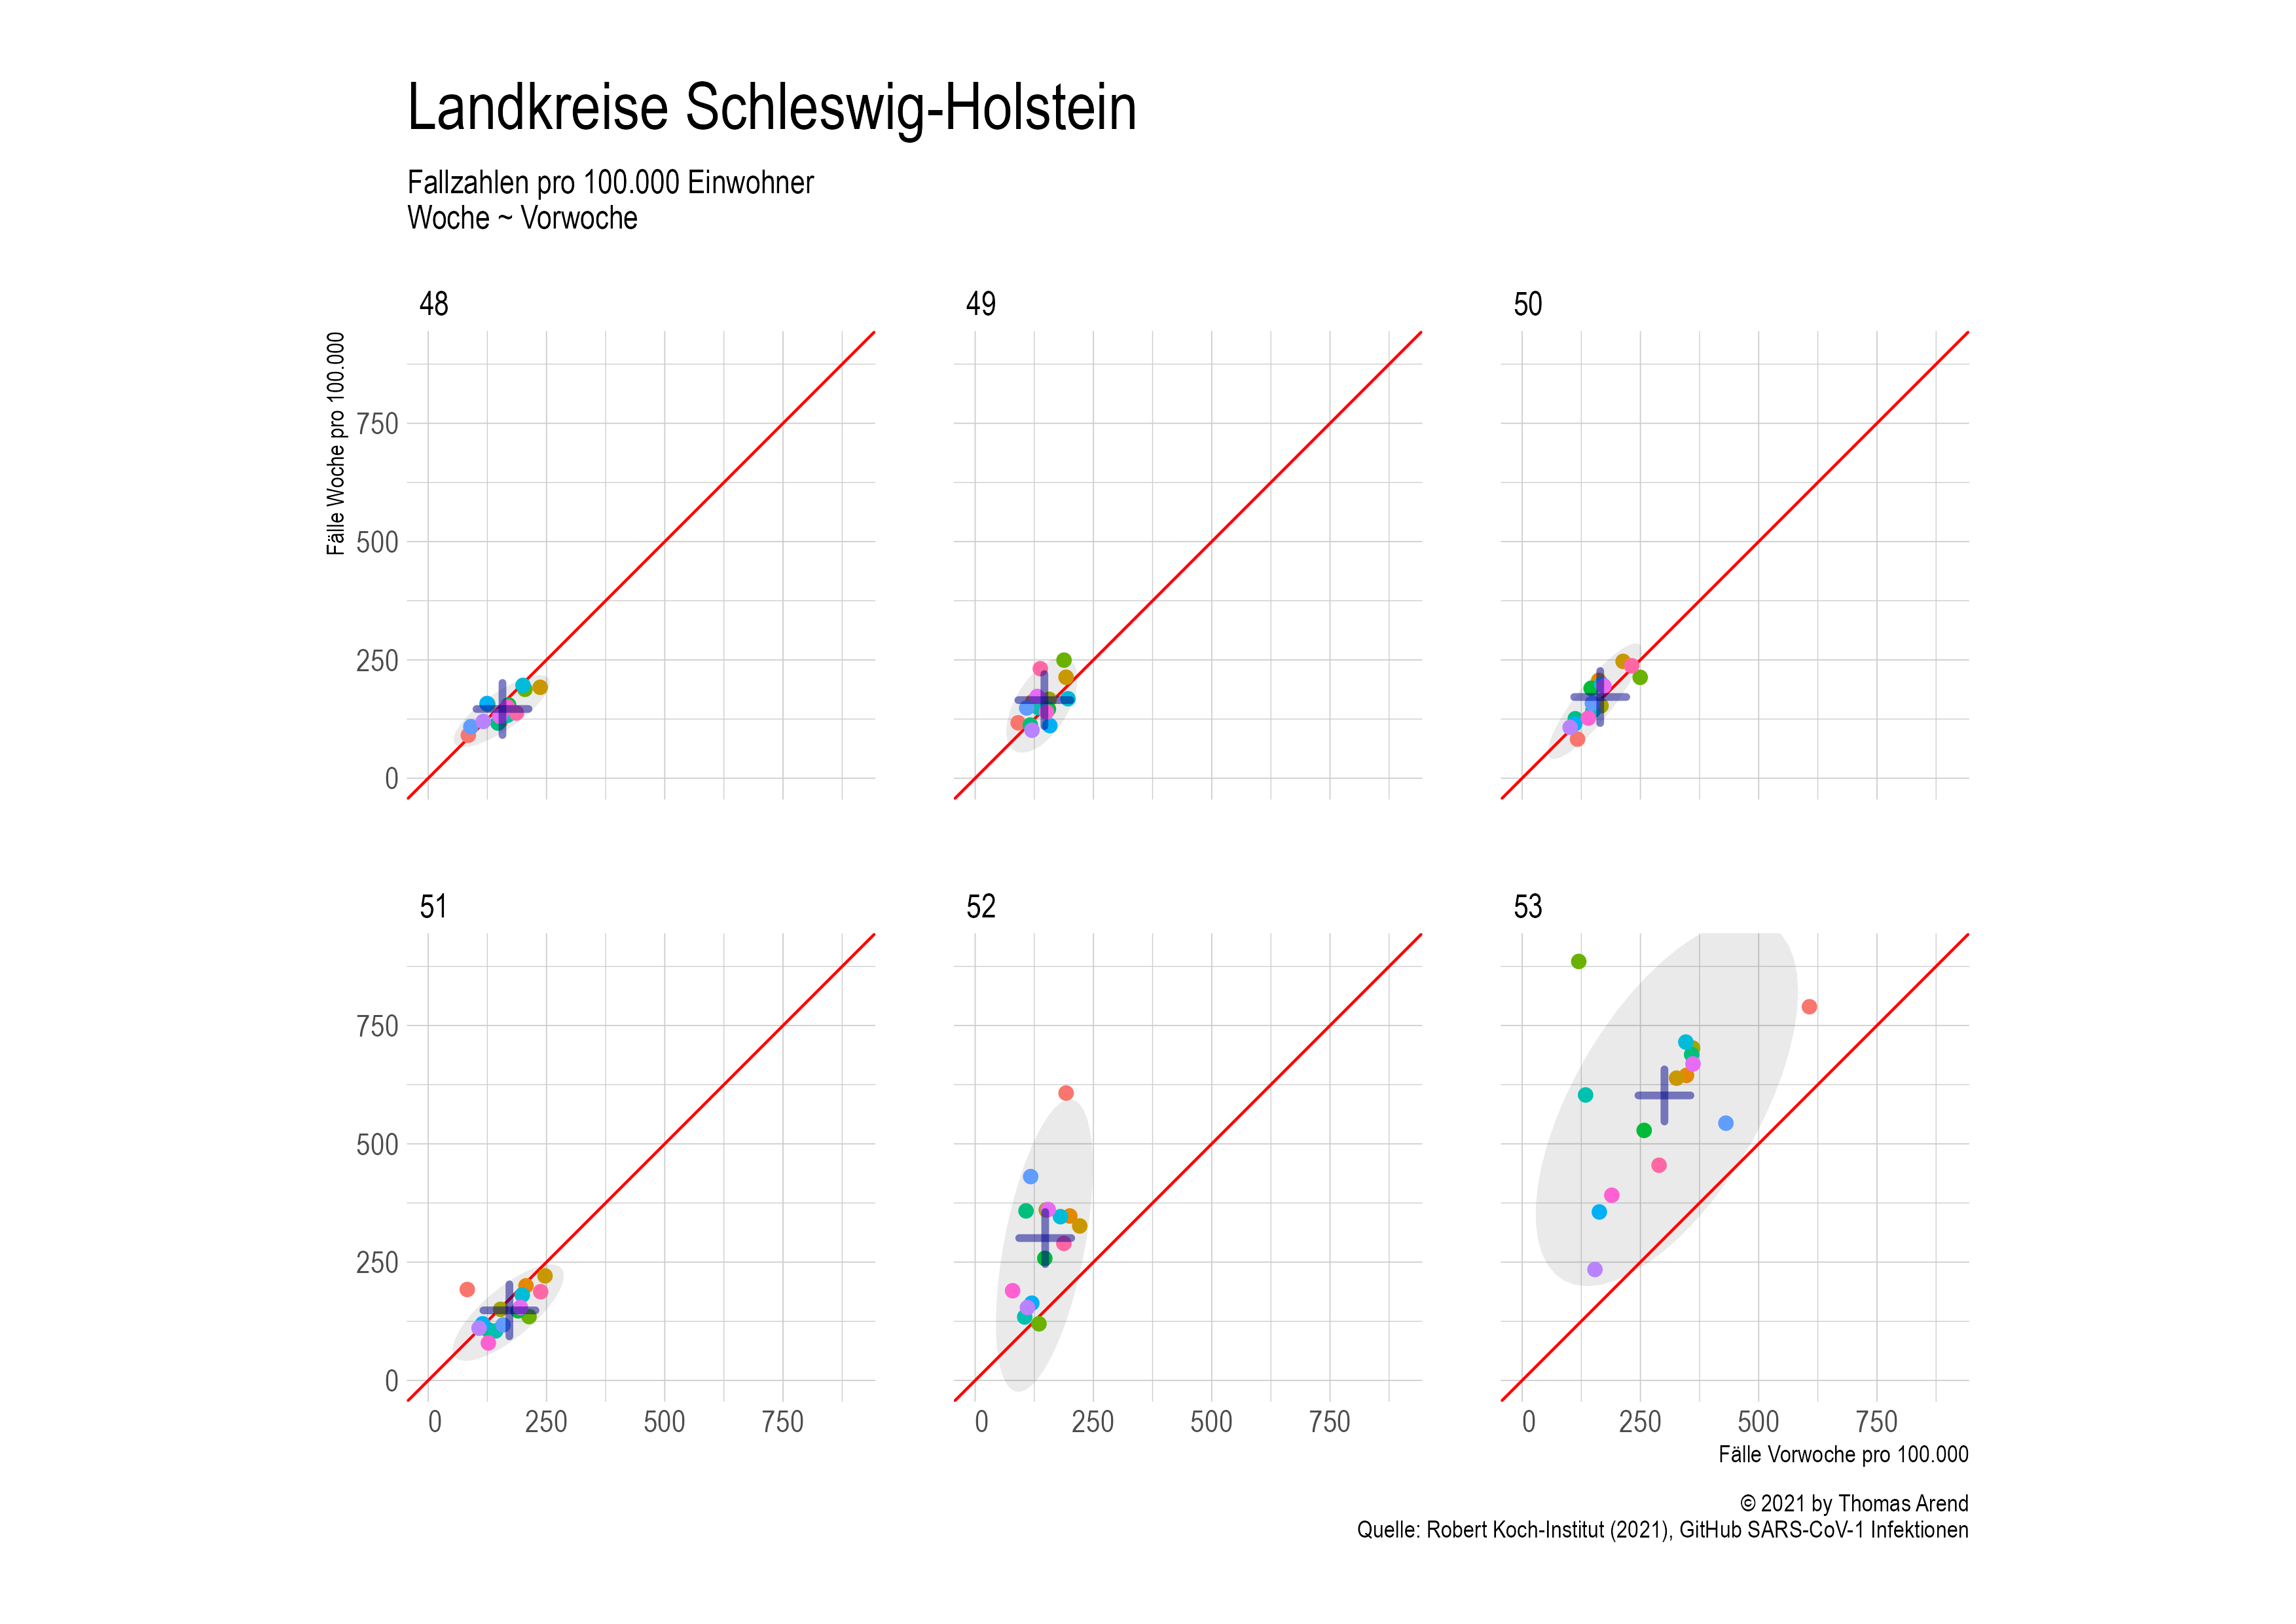 Landkreise Schleswig-Holstein
Fallzahlen pro 100.000 Einwohner
Woche ~ Vorwoche
48
49
50
Fälle Woche pro 100.000
750
500
250
0
51
52
53
750
500
250
0
0 250 500 750
0 250 500 750
0 250 500 750
Fälle Vorwoche pro 100.000
© 2021 by Thomas Arend
Quelle: Robert Koch-Institut (2021), GitHub SARS-CoV-1 Infektionen